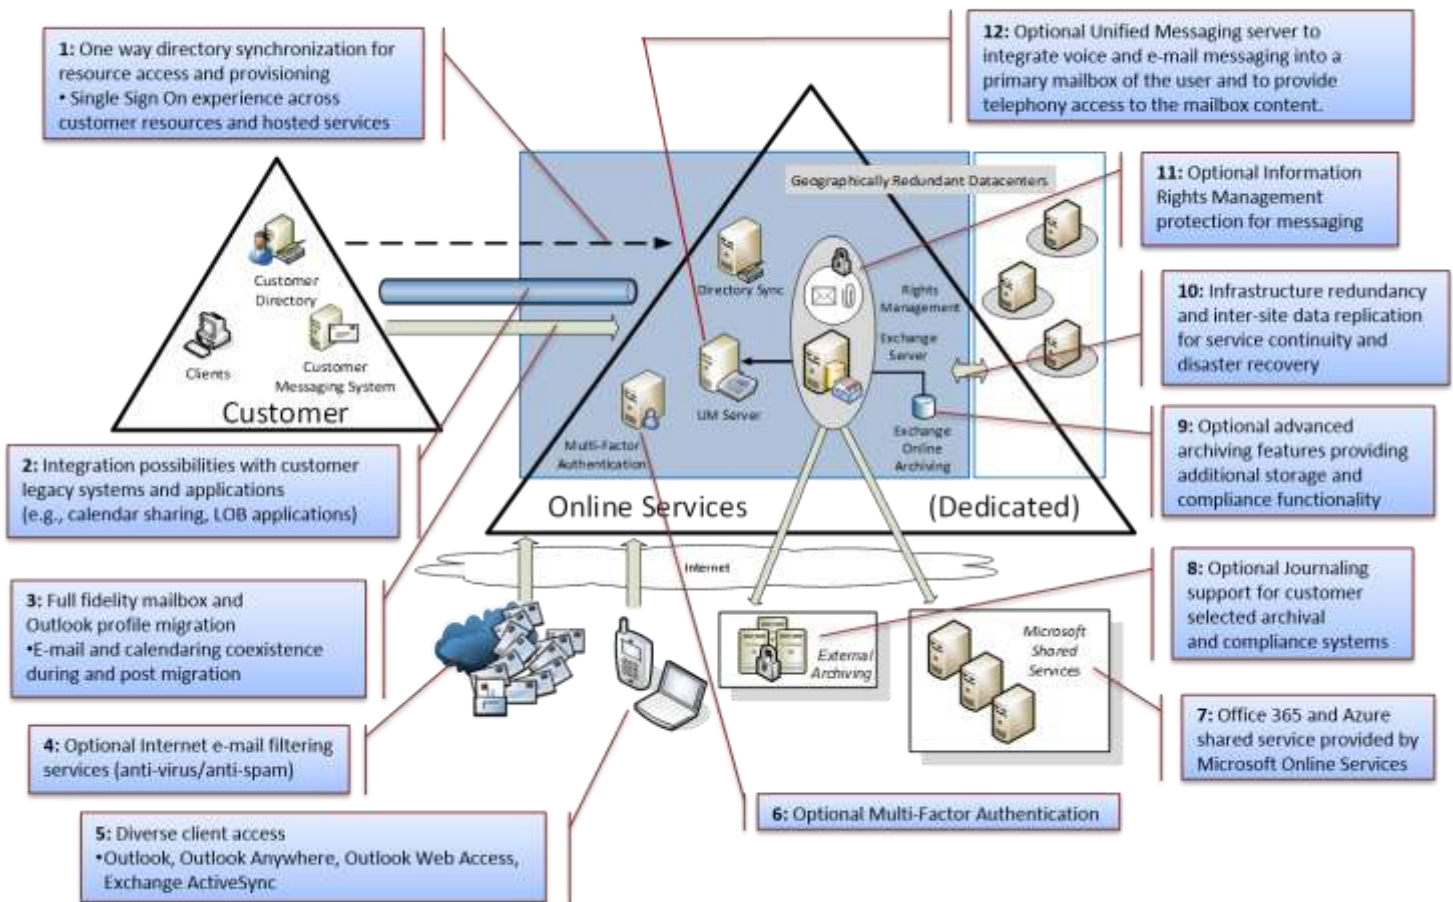 1: One way directory synchronization for
resource access and provisioning
• Single Sign On experience across
customer resources and hosted services
12: Optional Unified Messaging server to
integrate voice and e-mail messaging into a
primary mailbox of the user and to provide
telephony access to the mailbox content.
Geographically Redundant Datacenters
11: Optional Information
Rights Management
protection for messaging
Customer
Directory
Clients
Customer
Messaging System
Customer
Directory Sync
Rights
Management
Exchange
Server
UM Server
Multi-Factor
Authentication
Exchange
Online
Archiving
Online Services
(Dedicated)
10: Infrastructure redundancy
and inter-site data replication
for service continuity and
disaster recovery
9: Optional advanced
archiving features providing
additional storage and
compliance functionality
2: Integration possibilities with customer
legacy systems and applications
(e.g., calendar sharing, LOB applications)
Internet
3: Full fidelity mailbox and
Outlook profile migration
•E-mail and calendaring coexistence
during and post migration
External
Archiving
Microsoft
Shared
Services
8: Optional Journaling
support for customer
selected archival
and compliance systems
7: Office 365 and Azure
shared service provided by
Microsoft Online Services
4: Optional Internet e-mail filtering
services (anti-virus/anti-spam)
6: Optional Multi-Factor Authentication
5: Diverse client access
•Outlook, Outlook Anywhere, Outlook Web Access,
Exchange ActiveSync